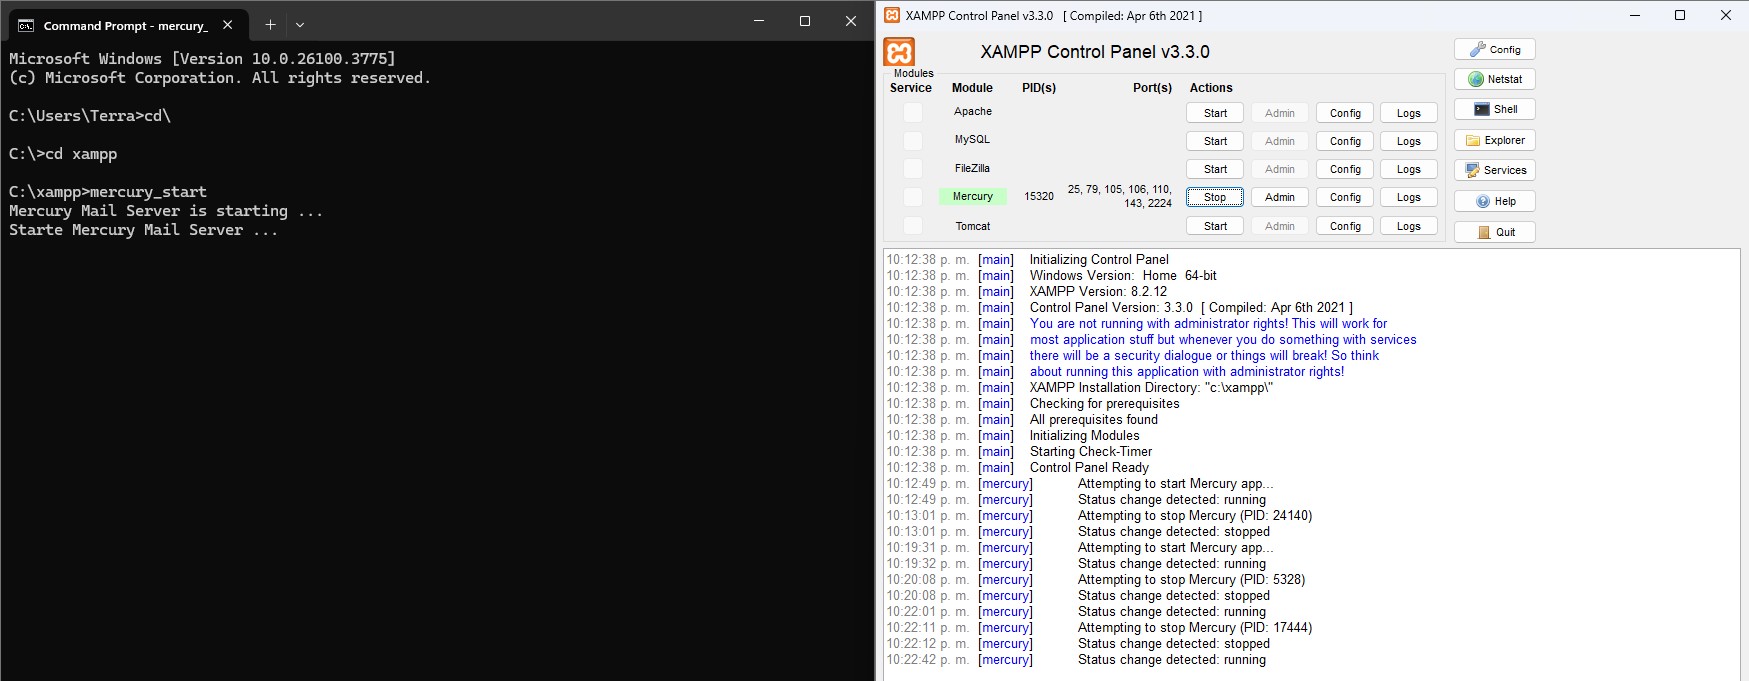 Command Prompt - mercury_
Microsoft Windows [Version 10.0.26100.3775]
(c) Microsoft Corporation. All rights reserved.
C:\Users\Terra>cd\
C:\>cd xampp
C:\xampp>mercury_start
Mercury Mail Server is starting ...
Starte Mercury Mail Server ...
XAMPP Control Panel v3.3.0 [ Compiled: Apr 6th 2021 ]
XAMPP Control Panel v3.3.0
Modules
Service Module PID(s) Port(s) Actions
Apache Start Admin Config Logs
MySQL Start Admin Config Logs
FileZilla Start Admin Config Logs
Mercury 15320 25, 79, 105, 106, 110, 143, 2224 Stop Admin Config Logs
Tomcat Start Admin Config Logs
Config
Netstat
Shell
Explorer
Services
Help
Quit
10:12:38 p. m. [main] Initializing Control Panel
10:12:38 p. m. [main] Windows Version: Home 64-bit
10:12:38 p. m. [main] XAMPP Version: 8.2.12
10:12:38 p. m. [main] Control Panel Version: 3.3.0 [ Compiled: Apr 6th 2021 ]
10:12:38 p. m. [main] You are not running with administrator rights! This will work for
10:12:38 p. m. [main] most application stuff but whenever you do something with services
10:12:38 p. m. [main] there will be a security dialogue or things will break! So think
10:12:38 p. m. [main] about running this application with administrator rights!
10:12:38 p. m. [main] XAMPP Installation Directory: "c:\xampp\"
10:12:38 p. m. [main] Checking for prerequisites
10:12:38 p. m. [main] All prerequisites found
10:12:38 p. m. [main] Initializing Modules
10:12:38 p. m. [main] Starting Check-Timer
10:12:38 p. m. [main] Control Panel Ready
10:12:49 p. m. [mercury] Attempting to start Mercury app...
10:12:49 p. m. [mercury] Status change detected: running
10:13:01 p. m. [mercury] Attempting to stop Mercury (PID: 24140)
10:13:01 p. m. [mercury] Status change detected: stopped
10:19:31 p. m. [mercury] Attempting to start Mercury app...
10:19:32 p. m. [mercury] Status change detected: running
10:20:08 p. m. [mercury] Attempting to stop Mercury (PID: 5328)
10:20:08 p. m. [mercury] Status change detected: stopped
10:22:01 p. m. [mercury] Status change detected: running
10:22:11 p. m. [mercury] Attempting to stop Mercury (PID: 17444)
10:22:12 p. m. [mercury] Status change detected: stopped
10:22:42 p. m. [mercury] Status change detected: running